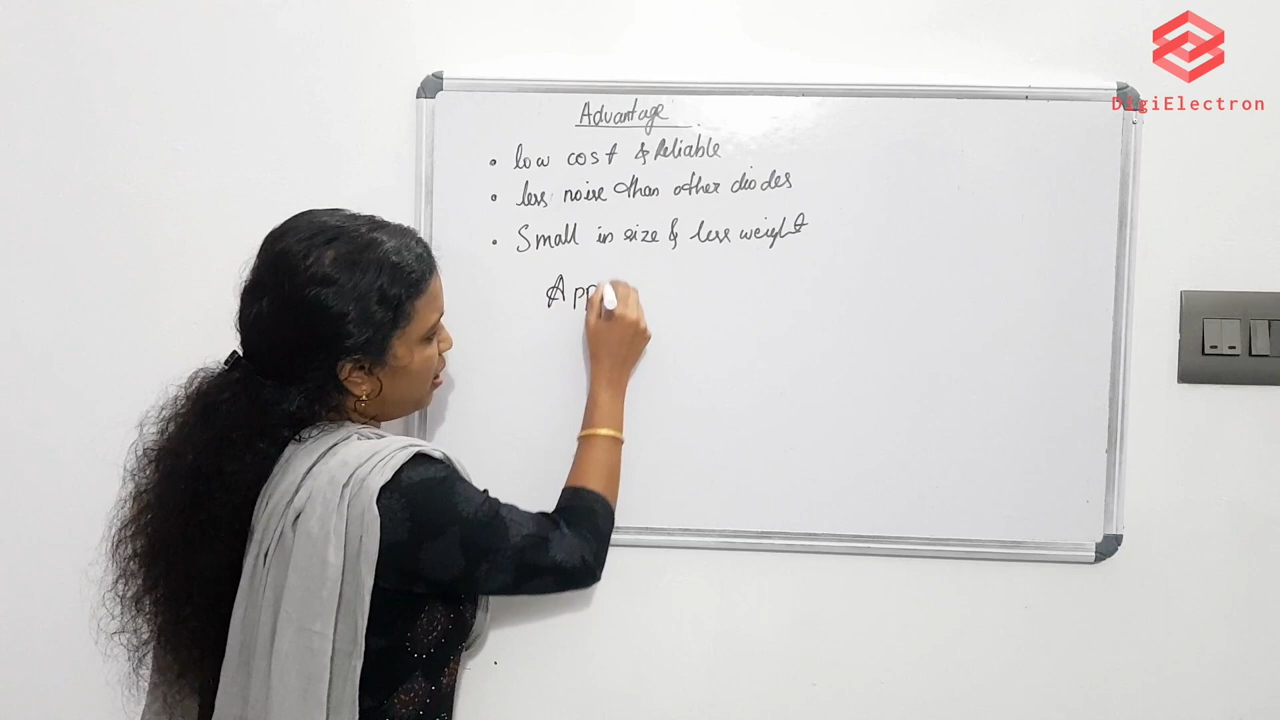 DigiElectron
Advantage
• low cost & Reliable
• less noise than other diodes
• Small in size & less weight
App